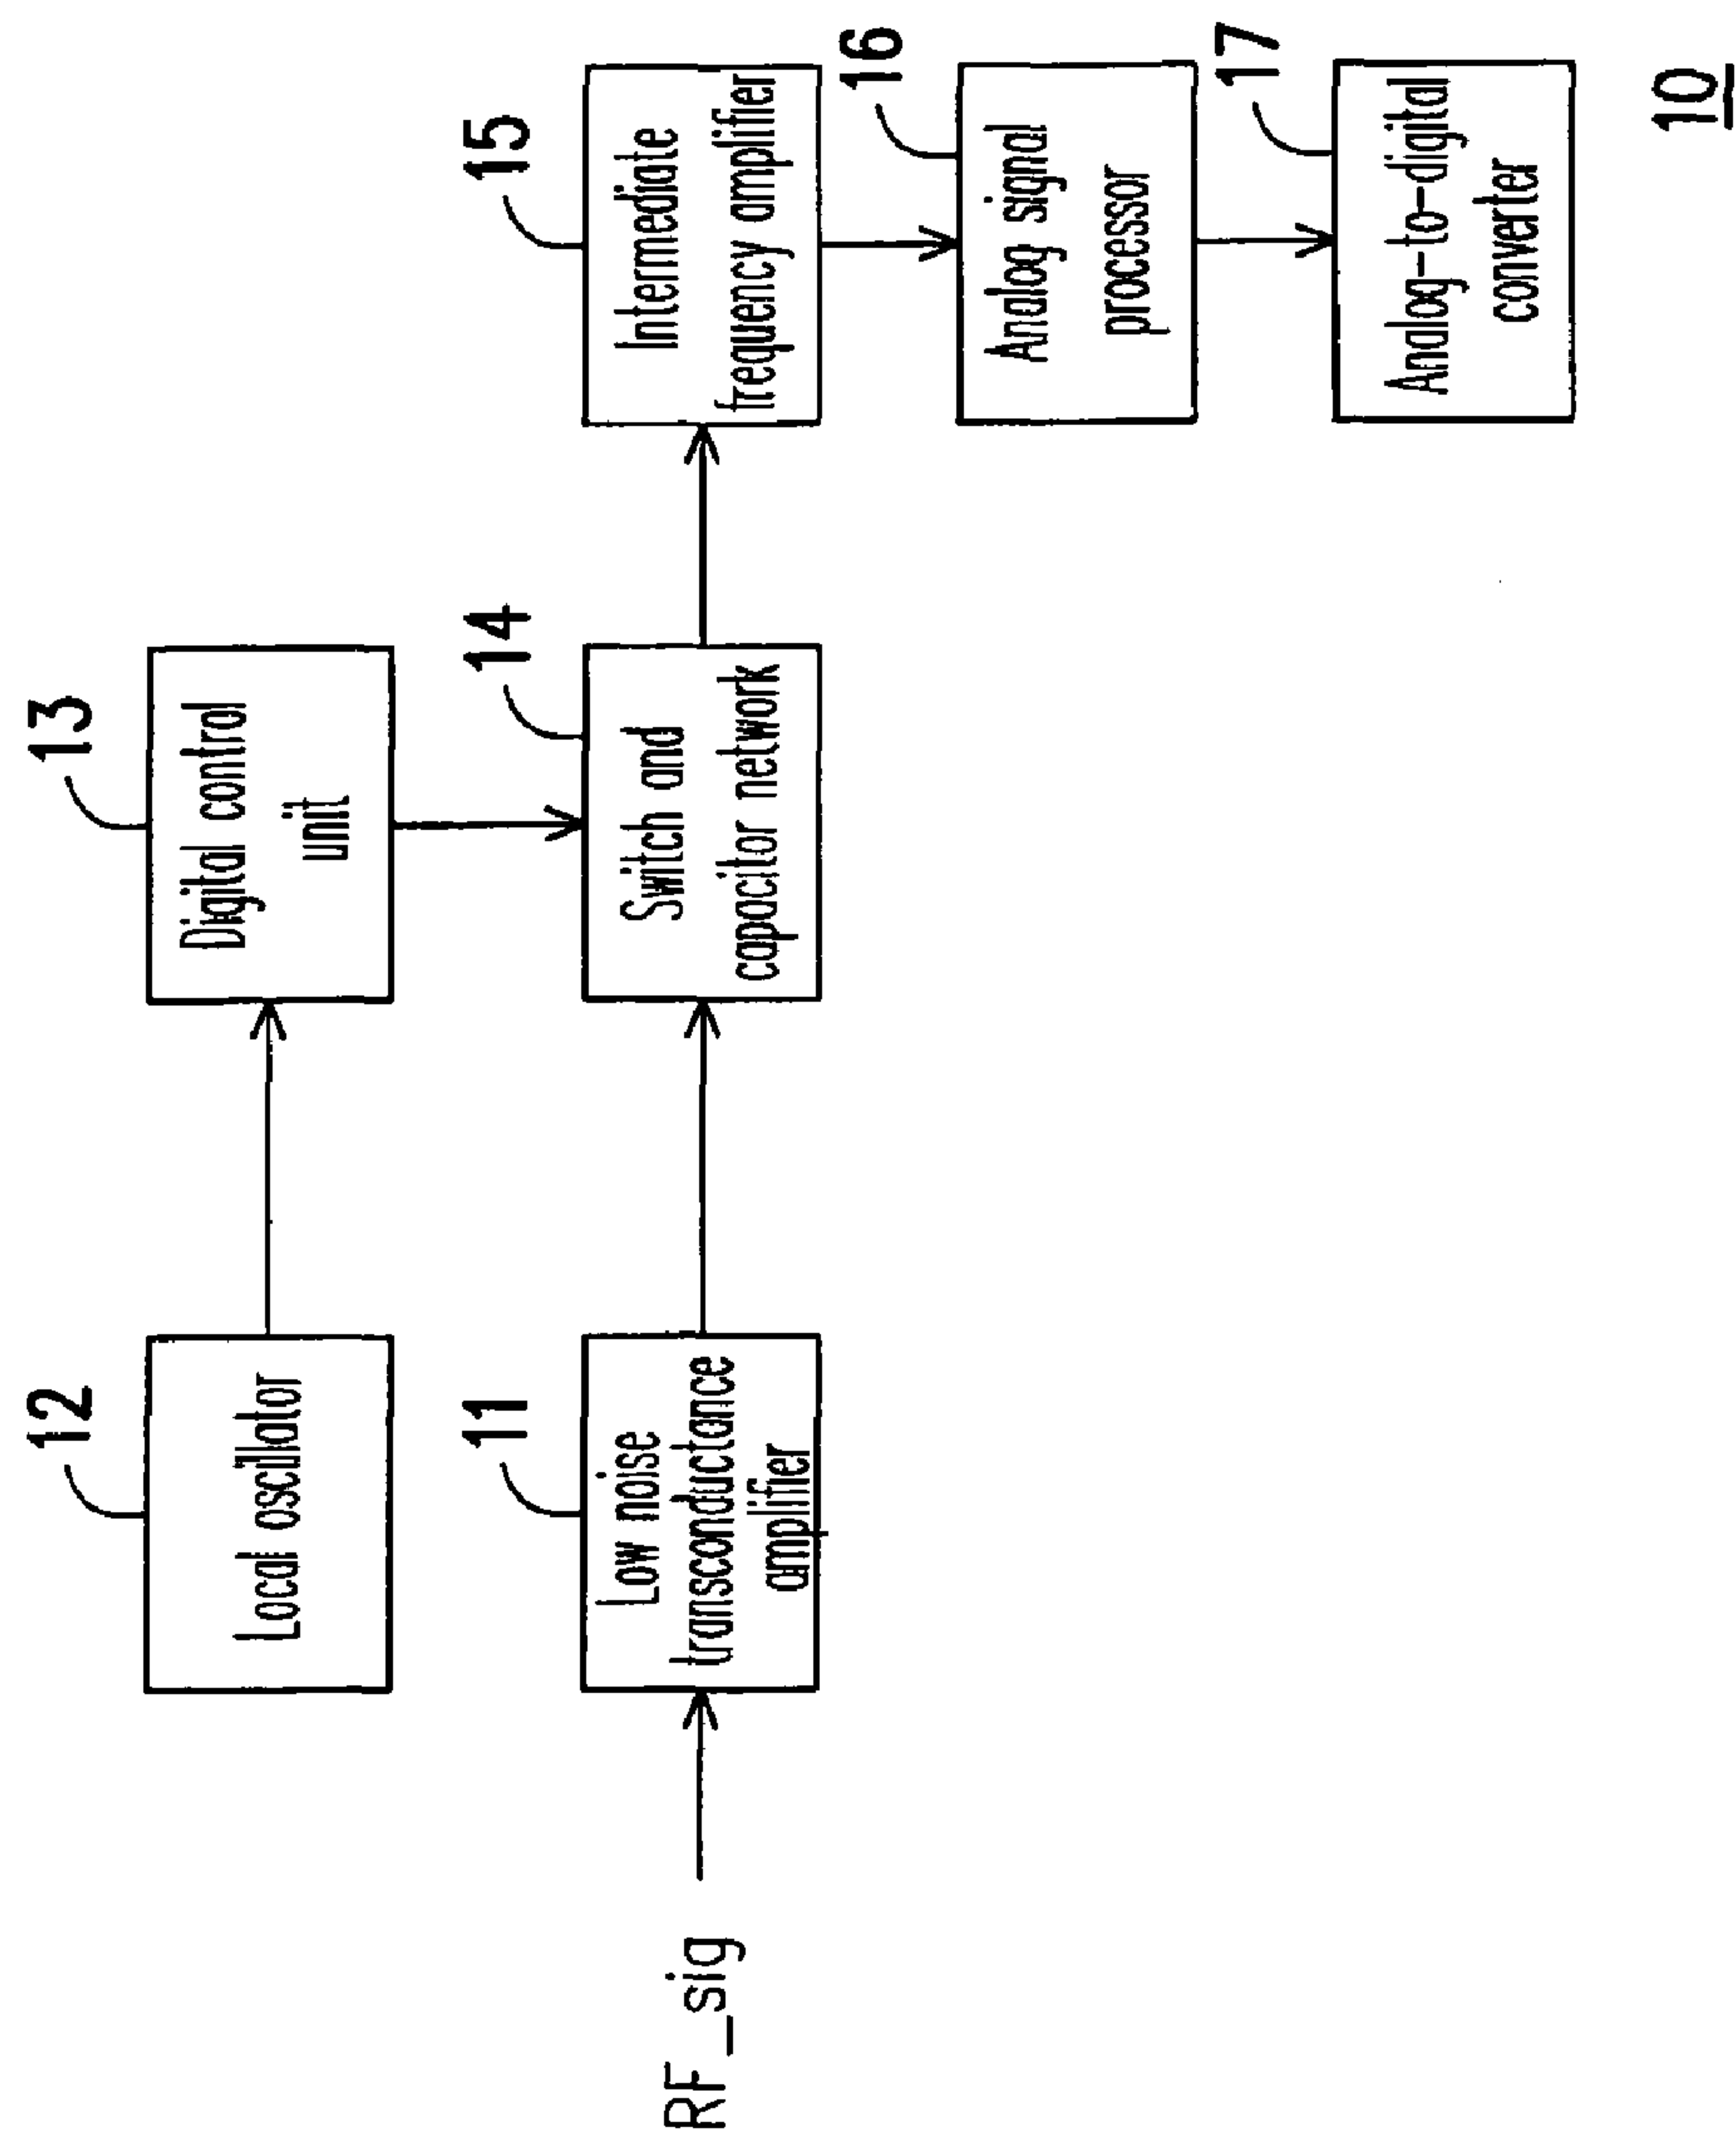 12
Local oscillator
13
Digital control
unit
RF_sig
11
Low noise
transconductance
amplifier
14
Switch and
capacitor network
15
Intermediate
frequency amplifier
16
Analog signal
processor
17
Analog-to-digital
converter
10